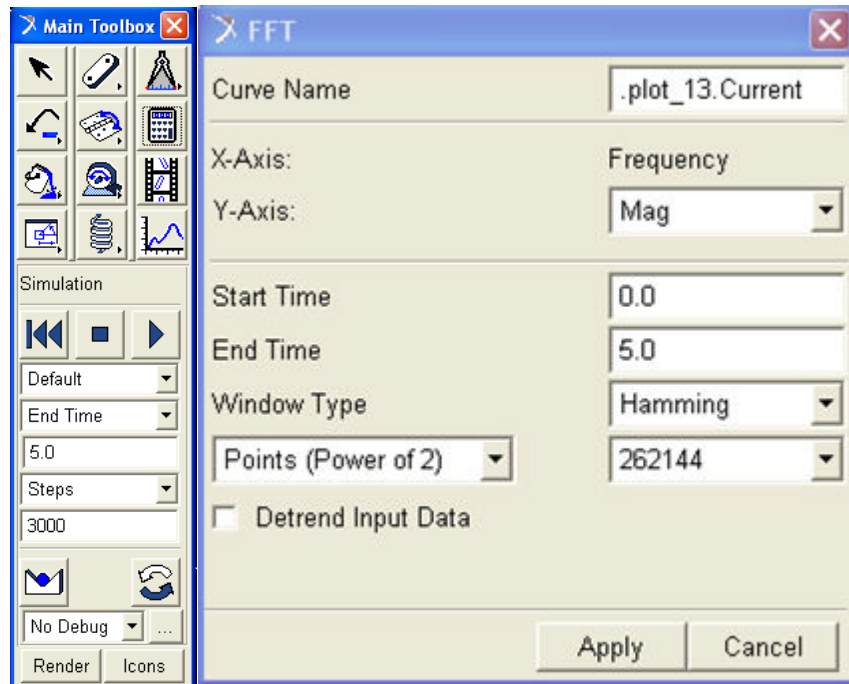 Main Toolbox
Simulation
Default
End Time
5.0
Steps
3000
No Debug ...
Render Icons
FFT
Curve Name .plot_13.Current
X-Axis: Frequency
Y-Axis: Mag
Start Time 0.0
End Time 5.0
Window Type Hamming
Points (Power of 2) 262144
Detrend Input Data
Apply Cancel